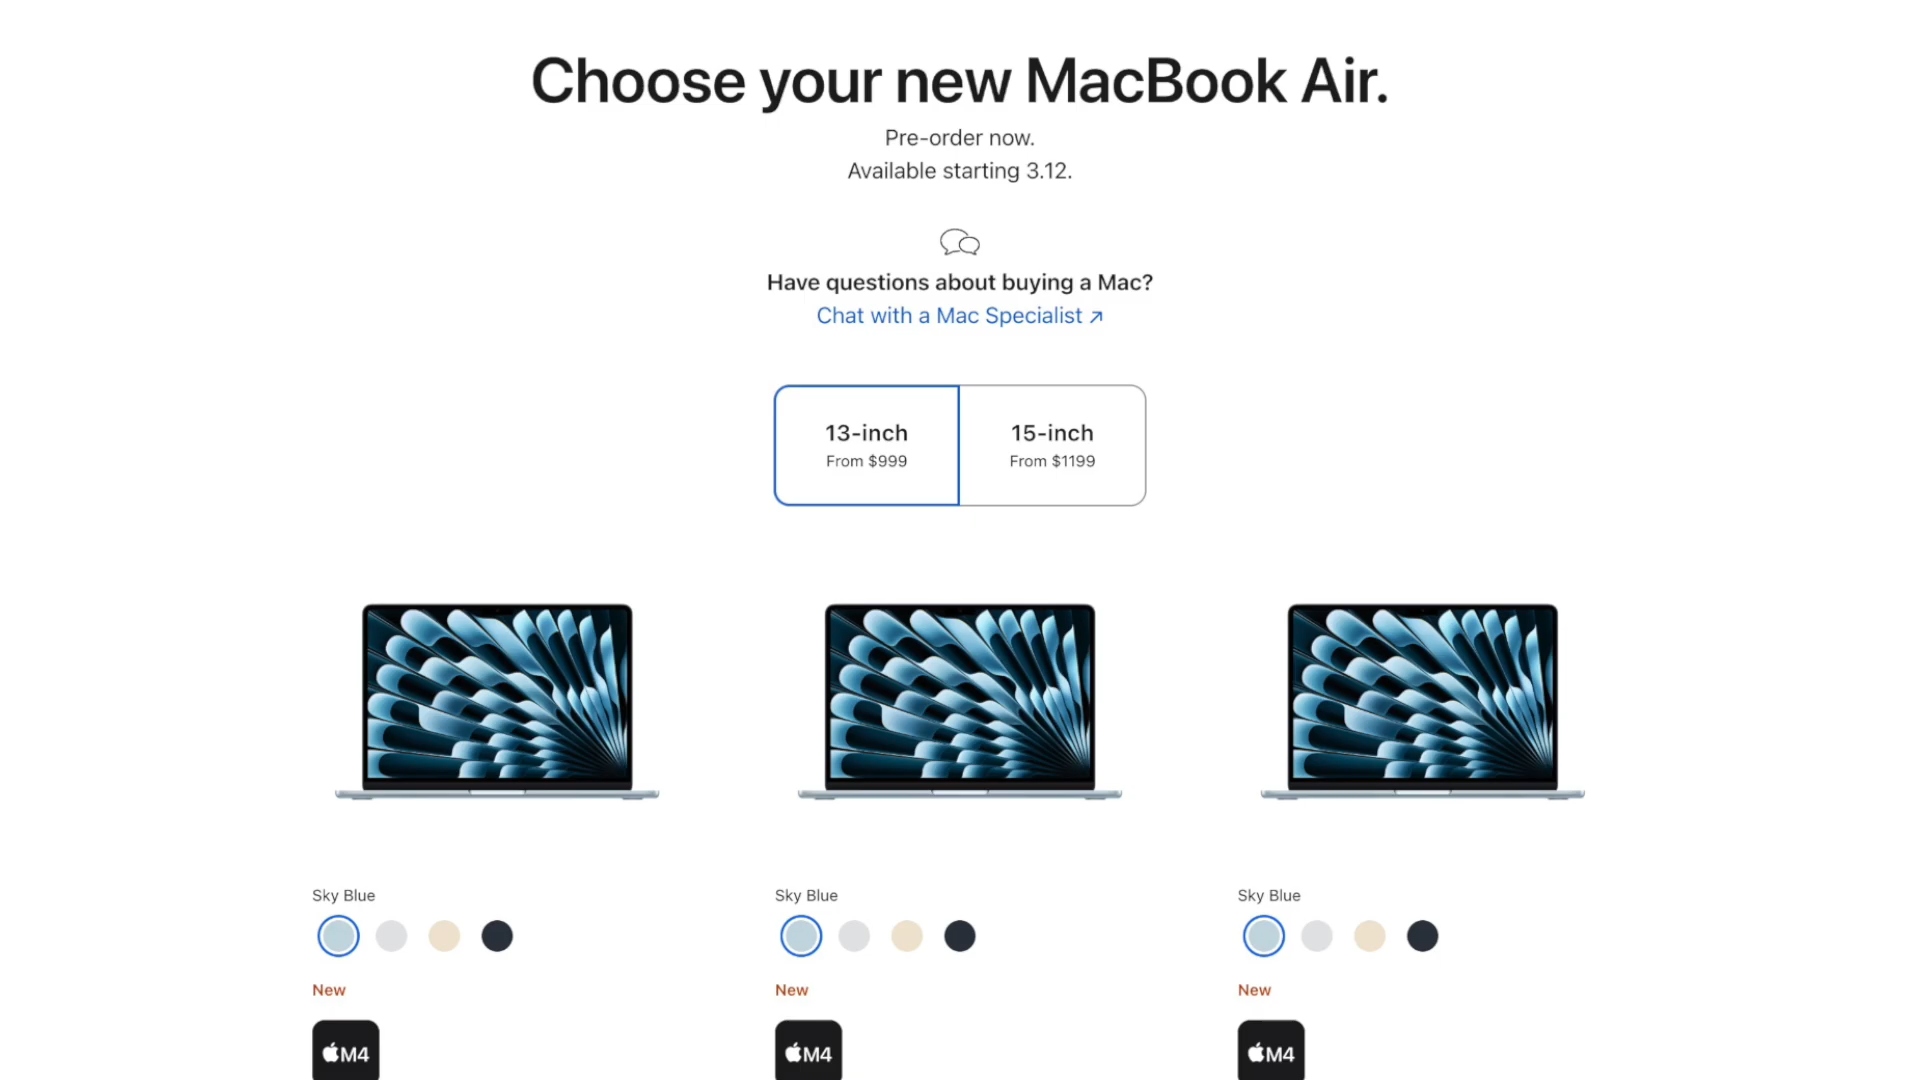 Choose your new MacBook Air.
Pre-order now.
Available starting 3.12.
Have questions about buying a Mac?
Chat with a Mac Specialist ↗
13-inch
From $999
15-inch
From $1199
Sky Blue
Sky Blue
Sky Blue
New
New
New
M4
M4
M4